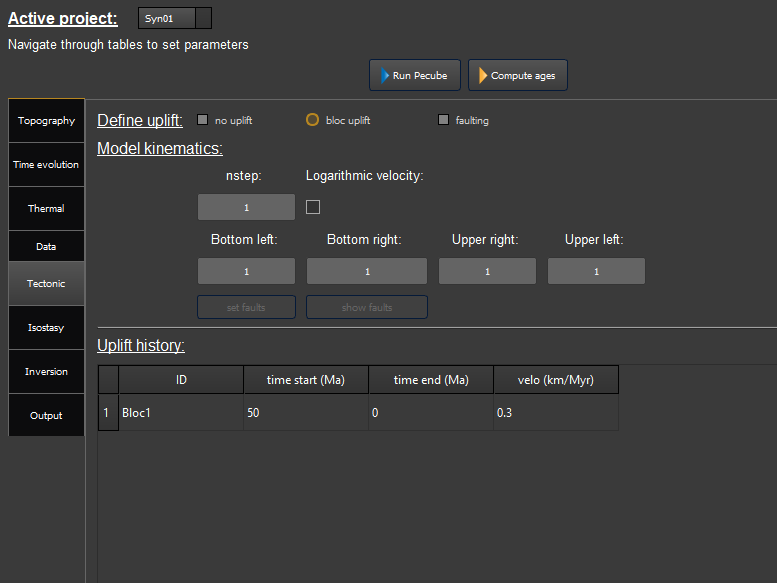 Active project: Syn01
Navigate through tables to set parameters
Run Pecube Compute ages
Topography
Time evolution
Thermal
Data
Tectonic
Isostasy
Inversion
Output
Define uplift: no uplift bloc uplift faulting
Model kinematics:
nstep: Logarithmic velocity:
1
Bottom left: Bottom right: Upper right: Upper left:
1 1 1 1
set faults show faults
Uplift history:
ID time start (Ma) time end (Ma) velo (km/Myr)
1 Bloc1 50 0 0.3